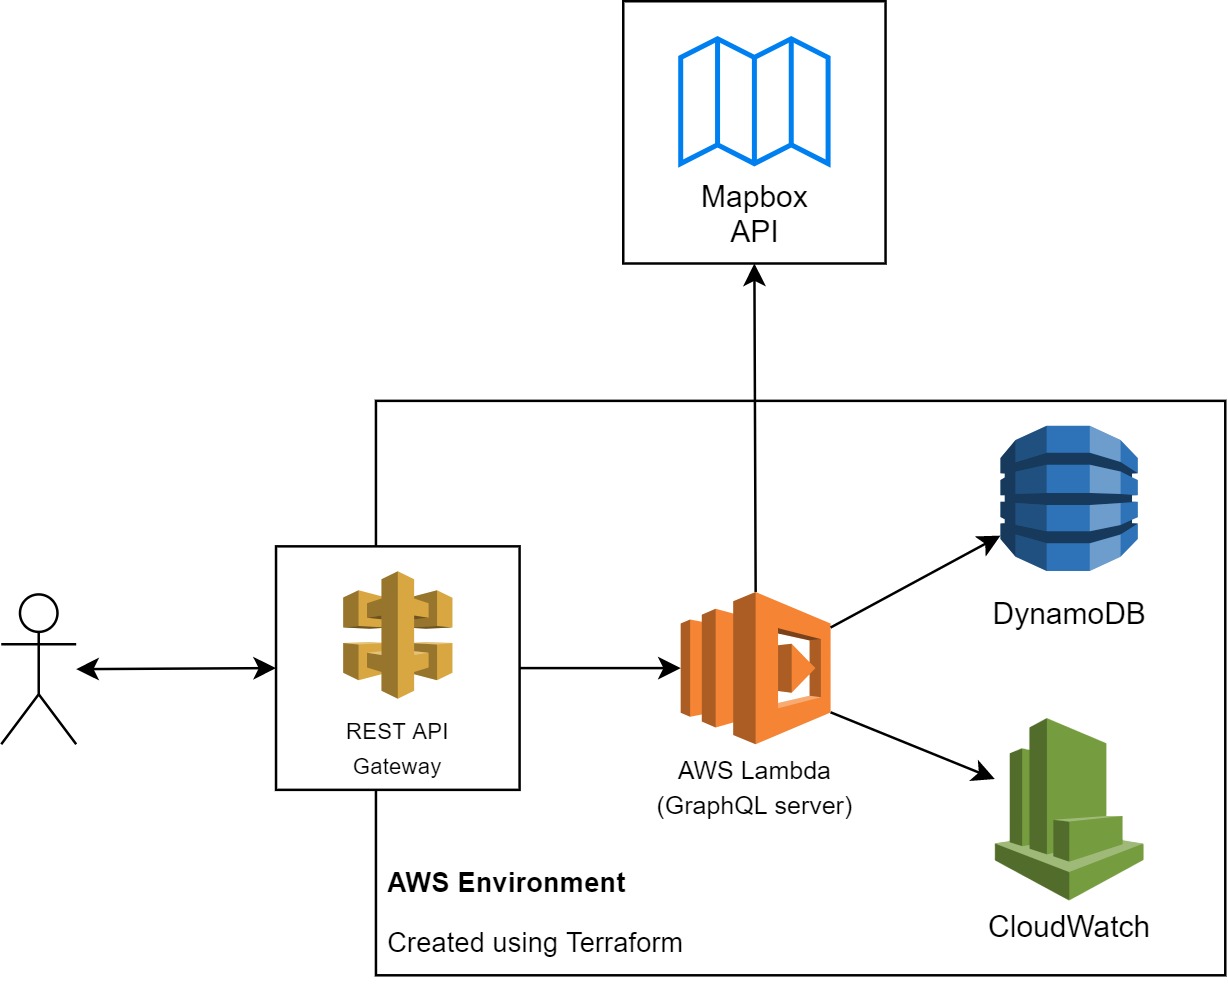 Mapbox
API
DynamoDB
REST API
Gateway
AWS Lambda
(GraphQL server)
AWS Environment
CloudWatch
Created using Terraform